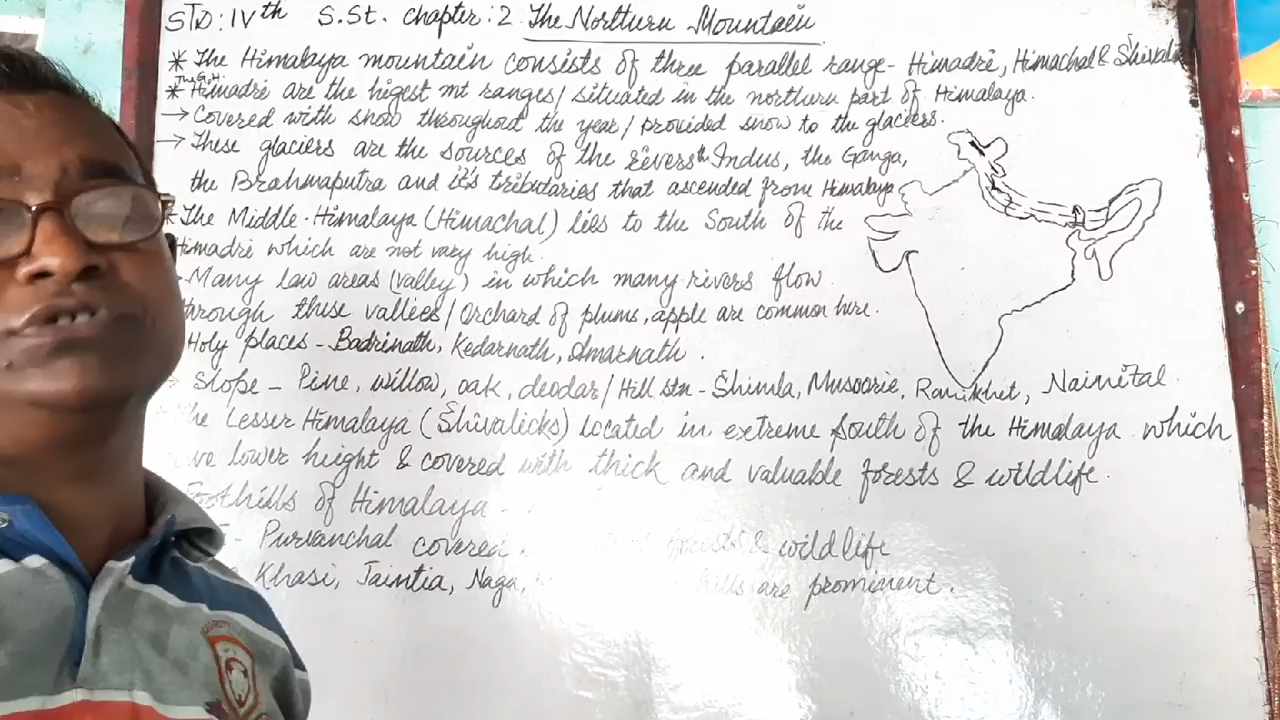 STD: IVth S.St. Chapter: 2. The Northern Mountain
* The Himalaya mountain consists of three parallel range - Himadri, Himachal & Shivalik
The G.H.
* Himadri are the higest mt ranges/ situated in the northern part of Himalaya.
→ Covered with snow throughout the year/ provided snow to the glaciers.
→ These glaciers are the sources of the rivers the Indus, the Ganga,
the Brahmaputra and it's tributaries that ascended from Himalaya
* The Middle-Himalaya (Himachal) lies to the South of the
Himadri which are not very high.
- Many law areas (valley) in which many rivers flow
through these vallies/ Orchard of plums, apple are common here.
Holy places - Badrinath, Kedarnath, Amarnath.
→ Slope - Pine, willow, oak, deodar/ Hill stn - Shimla, Musoorie, Ranikhet, Nainital.
The Lesser Himalaya (Shivalicks) located in extreme south of the Himalaya which
lower height & covered with thick and valuable forests & wildlife.
Foothills of Himalaya -
- Purvanchal covered forests & wildlife
Khasi, Jaintia, Naga, hills are prominent.